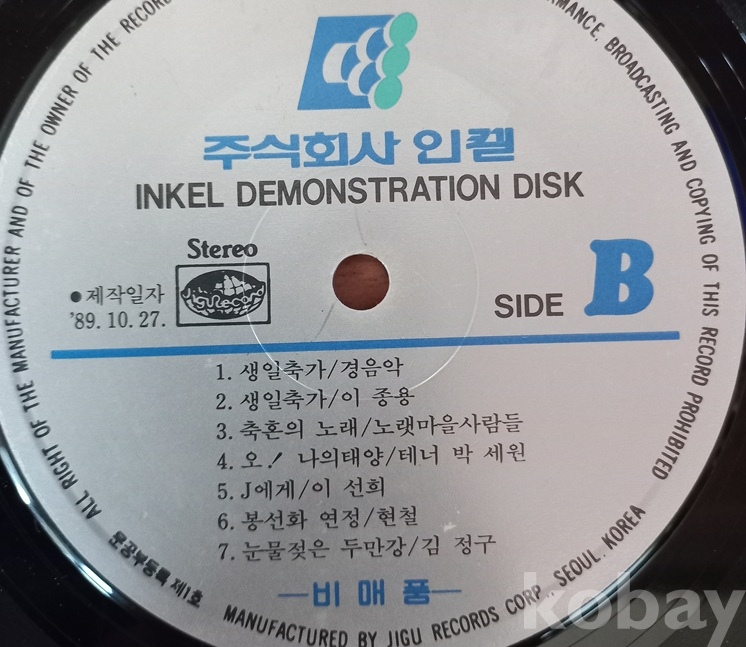 주식회사 인켈
INKEL DEMONSTRATION DISK
Stereo
JiguRecord
● 제작일자
'89. 10. 27.
SIDE B
1. 생일축가/경음악
2. 생일축가/이 종용
3. 축혼의 노래/노랫마을사람들
4. 오! 나의태양/테너 박 세원
5. J에게/이 선희
6. 봉선화 연정/현철
7. 눈물젖은 두만강/김 정구
—비 매 품—
ALL RIGHT OF THE MANUFACTURER AND OF THE OWNER OF THE RECOR
RMANCE, BROADCASTING AND COPYING OF THIS RECORD PROHIBITED
문공부등록 제1호 MANUFACTURED BY JIGU RECORDS CORP., SEOUL KOREA
kobay